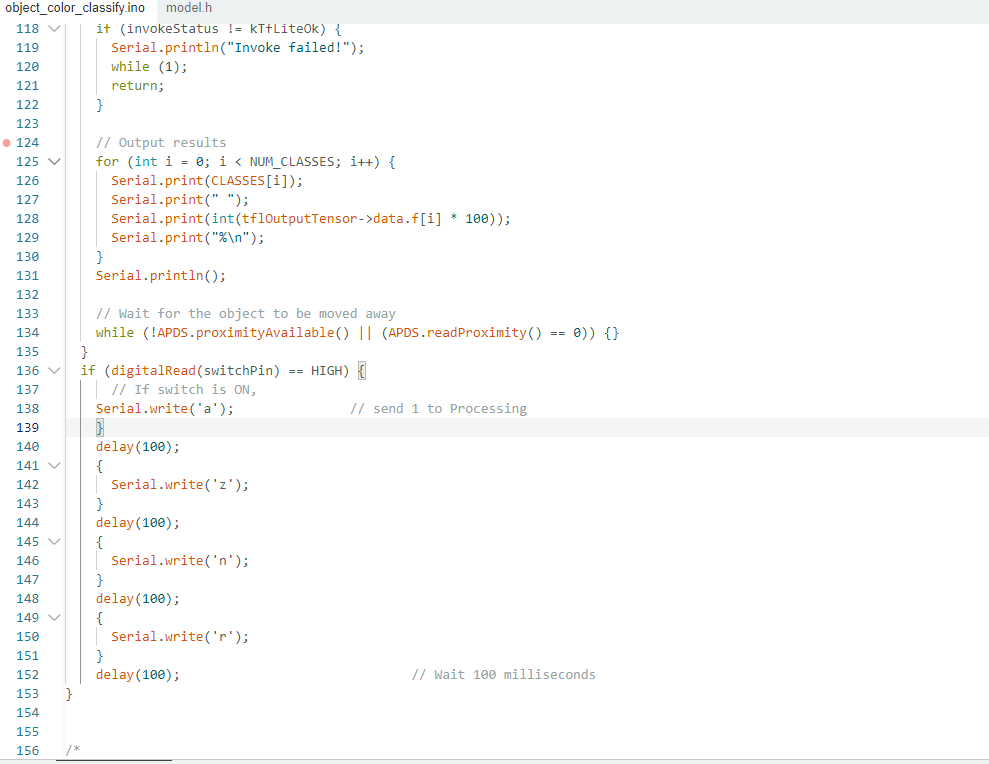 object_color_classify.ino model.h
118 if (invokeStatus != kTfLiteOk) {
119 Serial.println("Invoke failed!");
120 while (1);
121 return;
122 }
123
124 // Output results
125 for (int i = 0; i < NUM_CLASSES; i++) {
126 Serial.print(CLASSES[i]);
127 Serial.print(" ");
128 Serial.print(int(tflOutputTensor->data.f[i] * 100));
129 Serial.print("%\n");
130 }
131 Serial.println();
132
133 // Wait for the object to be moved away
134 while (!APDS.proximityAvailable() || (APDS.readProximity() == 0)) {}
135 }
136 if (digitalRead(switchPin) == HIGH) {
137 // If switch is ON,
138 Serial.write('a'); // send 1 to Processing
139 }
140 delay(100);
141 {
142 Serial.write('z');
143 }
144 delay(100);
145 {
146 Serial.write('n');
147 }
148 delay(100);
149 {
150 Serial.write('r');
151 }
152 delay(100); // Wait 100 milliseconds
153 }
154
155
156 /*